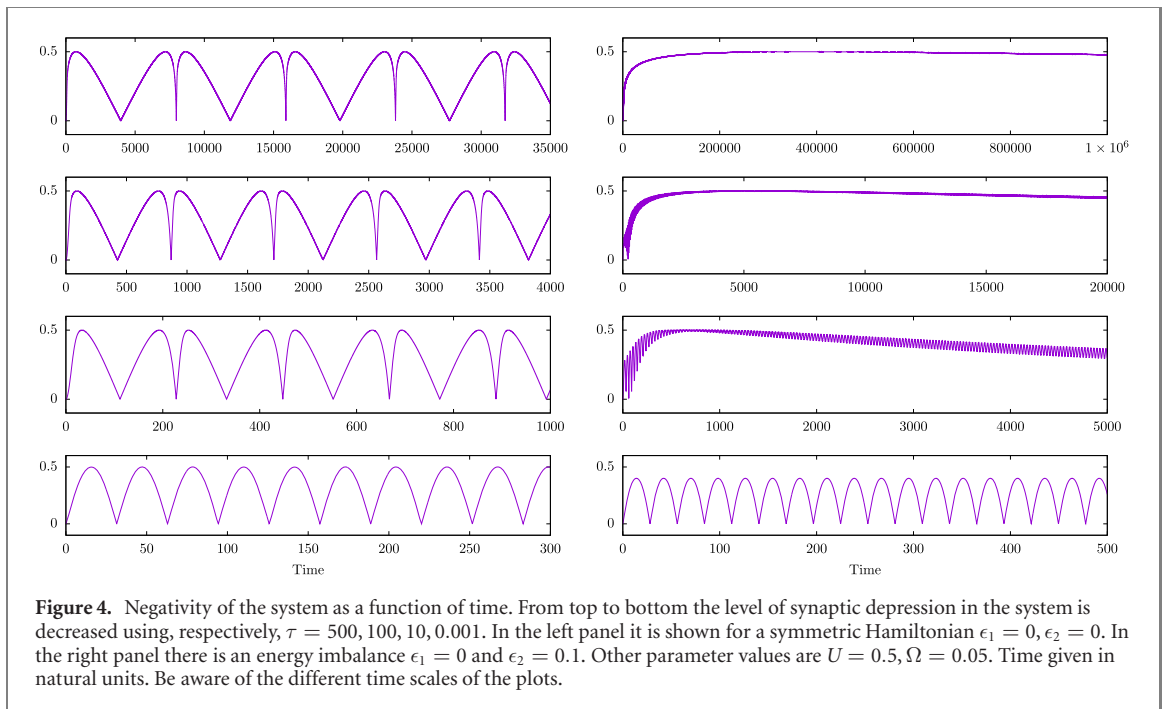 0.5
0
0 5000 10000 15000 20000 25000 30000 35000
0.5
0
0 200000 400000 600000 800000 1 × 10⁶
0.5
0
0 500 1000 1500 2000 2500 3000 3500 4000
0.5
0
0 5000 10000 15000 20000
0.5
0
0 200 400 600 800 1000
0.5
0
0 1000 2000 3000 4000 5000
0.5
0
0 50 100 150 200 250 300
Time
0.5
0
0 100 200 300 400 500
Time
Figure 4. Negativity of the system as a function of time. From top to bottom the level of synaptic depression in the system is
decreased using, respectively, τ = 500, 100, 10, 0.001. In the left panel it is shown for a symmetric Hamiltonian ϵ₁ = 0, ϵ₂ = 0. In
the right panel there is an energy imbalance ϵ₁ = 0 and ϵ₂ = 0.1. Other parameter values are U = 0.5, Ω = 0.05. Time given in
natural units. Be aware of the different time scales of the plots.